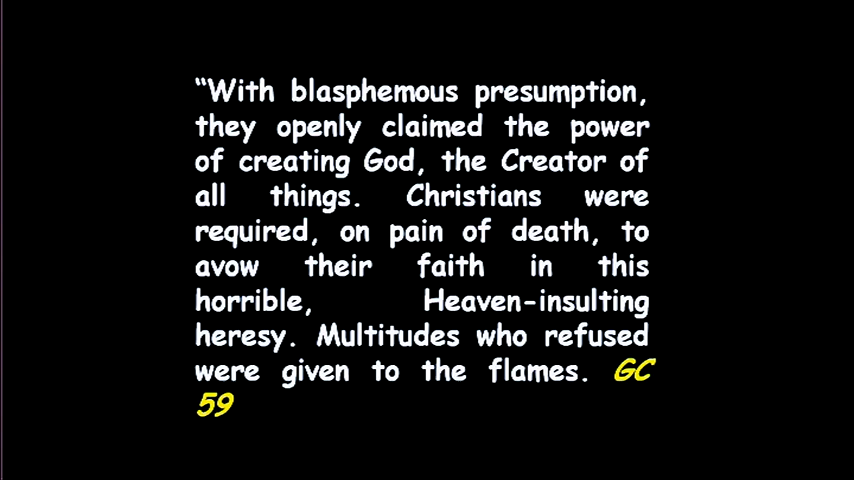 “With blasphemous presumption,
they openly claimed the power
of creating God, the Creator of
all things. Christians were
required, on pain of death, to
avow their faith in this
horrible, Heaven-insulting
heresy. Multitudes who refused
were given to the flames. GC
59